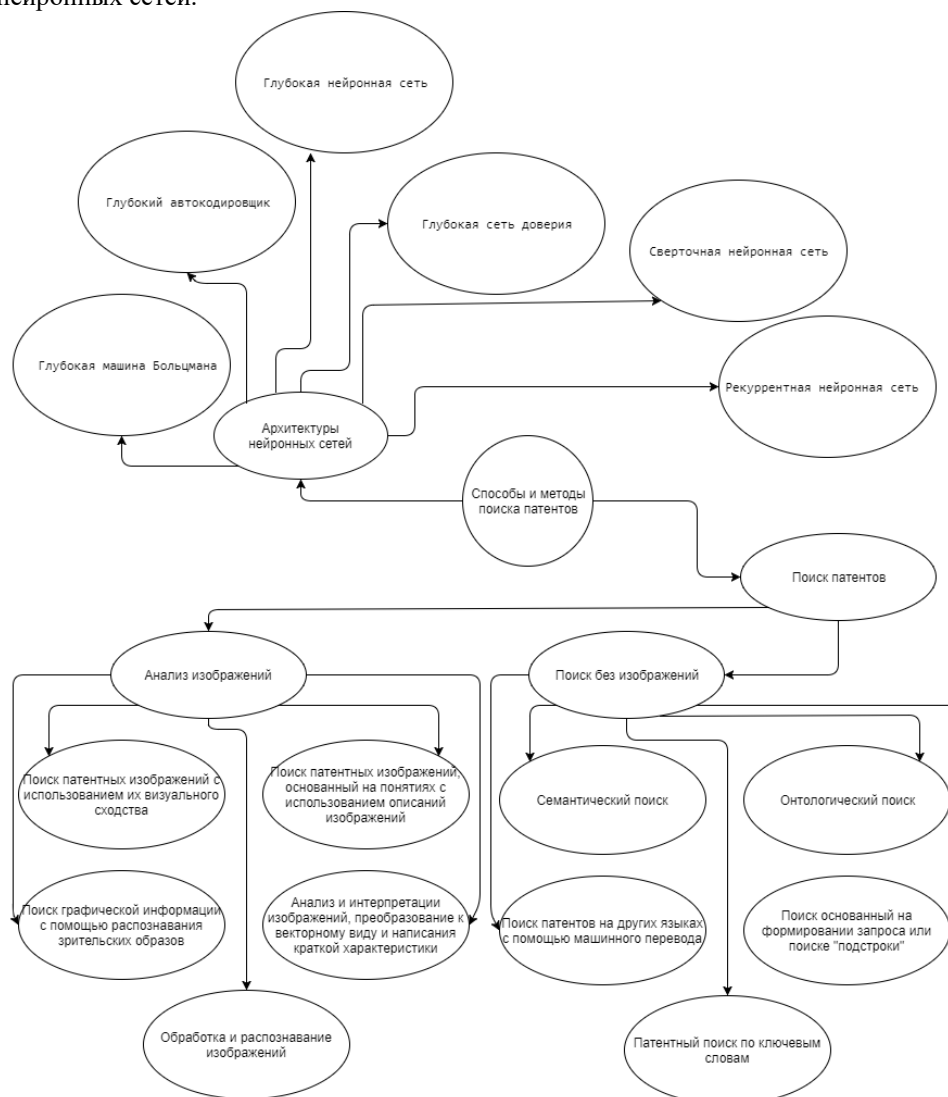 нейронных сетей.
Глубокая нейронная сеть
Глубокий автокодировщик
Глубокая сеть доверия
Сверточная нейронная сеть
Глубокая машина Больцмана
Рекуррентная нейронная сеть
Архитектуры
нейронных сетей
Способы и методы
поиска патентов
Поиск патентов
Анализ изображений
Поиск без изображений
Поиск патентных изображений с
использованием их визуального
сходства
Поиск патентных изображений,
основанный на понятиях с
использованием описаний
изображений
Семантический поиск
Онтологический поиск
Поиск графической информации
с помощью распознавания
зрительских образов
Анализ и интерпретации
изображений, преобразование к
векторному виду и написания
краткой характеристики
Поиск патентов на других языках
с помощью машинного перевода
Поиск основанный на
формировании запроса или
поиске "подстроки"
Обработка и распознавание
изображений
Патентный поиск по ключевым
словам